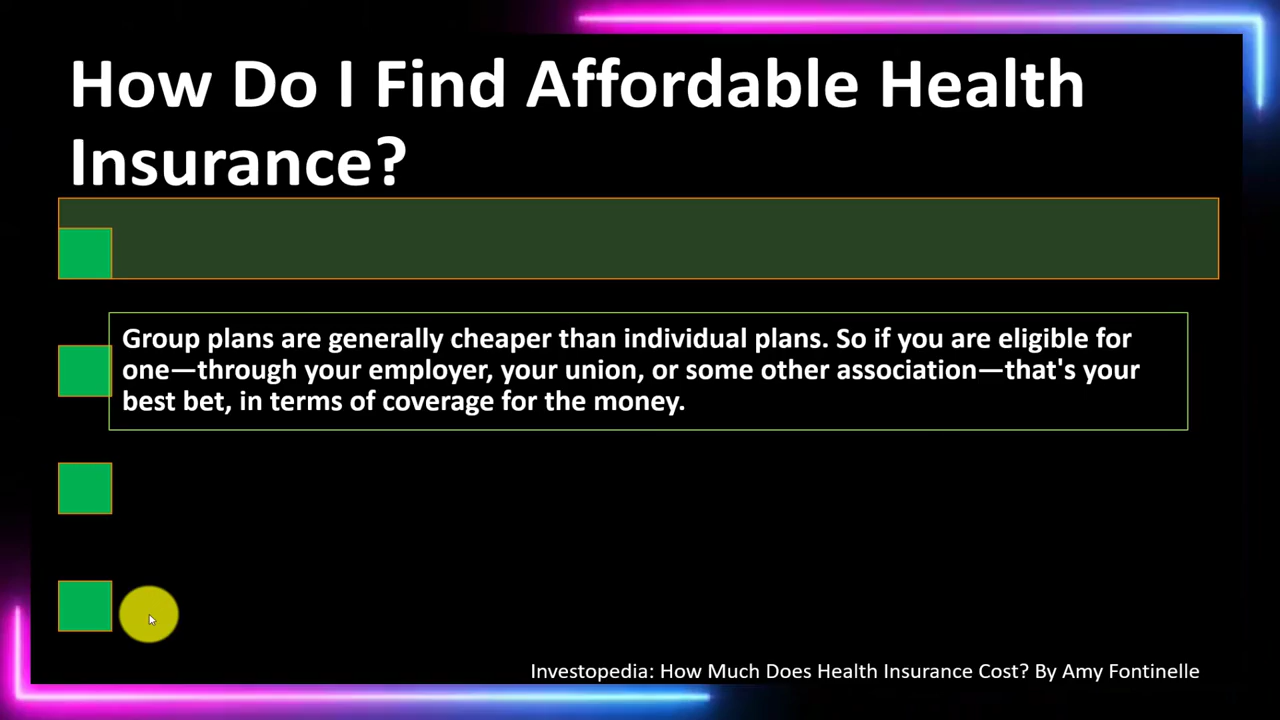 How Do I Find Affordable Health
Insurance?
Group plans are generally cheaper than individual plans. So if you are eligible for
one—through your employer, your union, or some other association—that's your
best bet, in terms of coverage for the money.
Investopedia: How Much Does Health Insurance Cost? By Amy Fontinelle